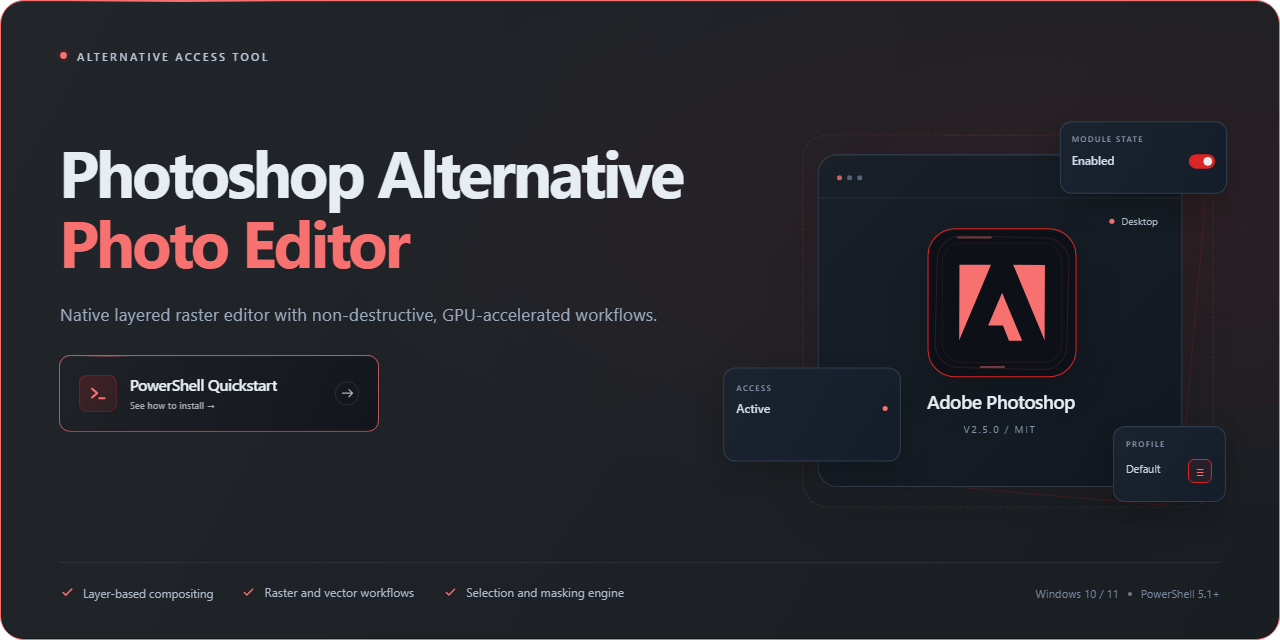 ALTERNATIVE ACCESS TOOL
Photoshop Alternative
Photo Editor
Native layered raster editor with non-destructive, GPU-accelerated workflows.
PowerShell Quickstart
See how to install →
MODULE STATE
Enabled
Desktop
ACCESS
Active
Adobe Photoshop
V2.5.0 / MIT
PROFILE
Default
Layer-based compositing
Raster and vector workflows
Selection and masking engine
Windows 10 / 11 • PowerShell 5.1+